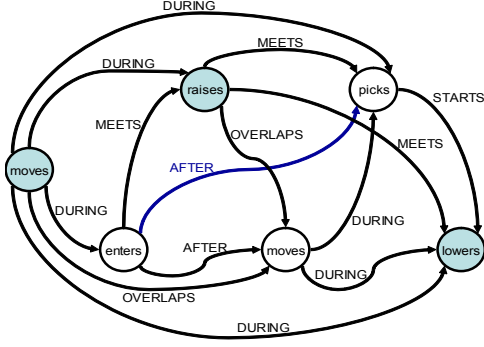 DURING
MEETS
DURING
raises
picks
STARTS
MEETS
OVERLAPS
MEETS
AFTER
moves
DURING
DURING
enters
AFTER
moves
lowers
DURING
OVERLAPS
DURING